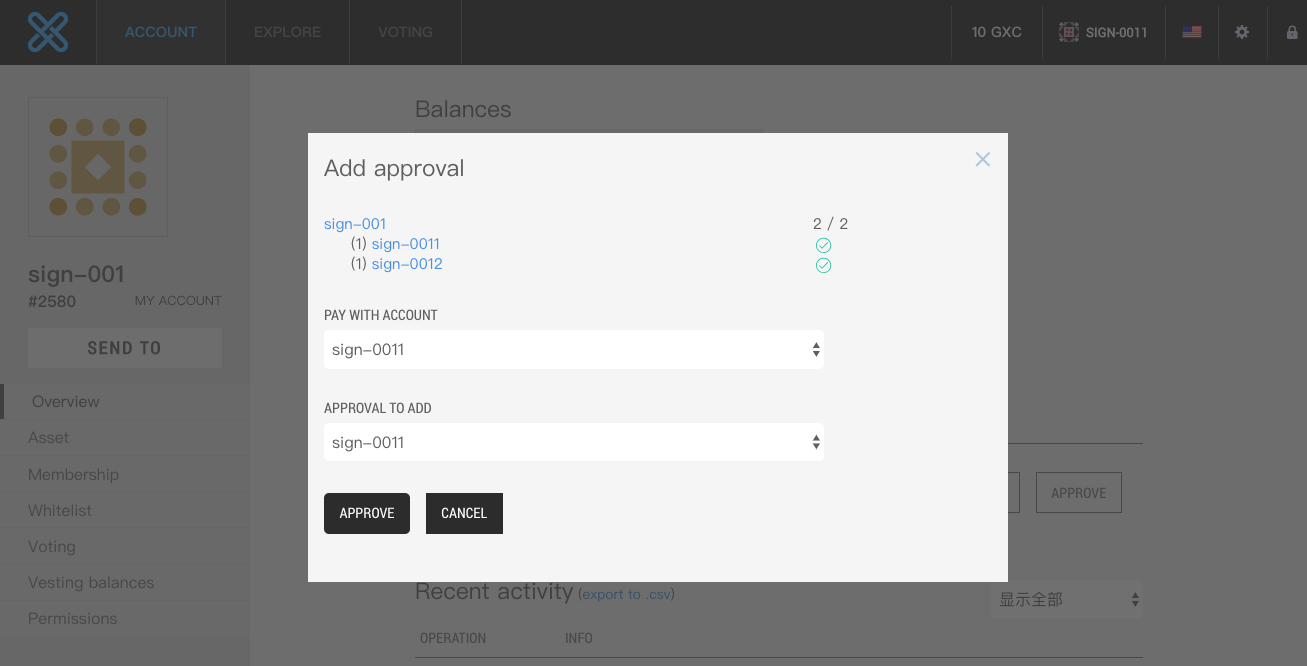 ACCOUNT EXPLORE VOTING 10 GXC SIGN-0011
sign-001
#2580 MY ACCOUNT
SEND TO
Overview
Asset
Membership
Whitelist
Voting
Vesting balances
Permissions
Balances
Add approval
sign-001 2 / 2
(1) sign-0011
(1) sign-0012
PAY WITH ACCOUNT
sign-0011
APPROVAL TO ADD
sign-0011
APPROVE CANCEL
APPROVE
Recent activity (export to .csv) 显示全部
OPERATION INFO